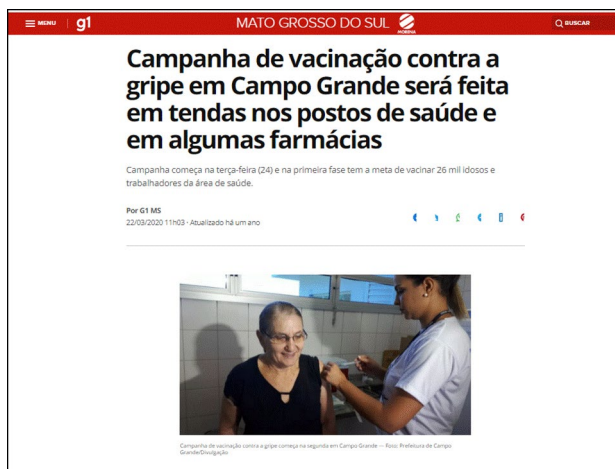 MENU
g1
MATO GROSSO DO SUL
MORENA
BUSCAR
Campanha de vacinação contra a
gripe em Campo Grande será feita
em tendas nos postos de saúde e
em algumas farmácias
Campanha começa na terça-feira (24) e na primeira fase tem a meta de vacinar 26 mil idosos e
trabalhadores da área de saúde.
Por G1 MS
22/03/2020 11h03 · Atualizado há um ano
Campanha de vacinação contra a gripe começa na segunda em Campo Grande — Foto: Prefeitura de Campo
Grande/Divulgação